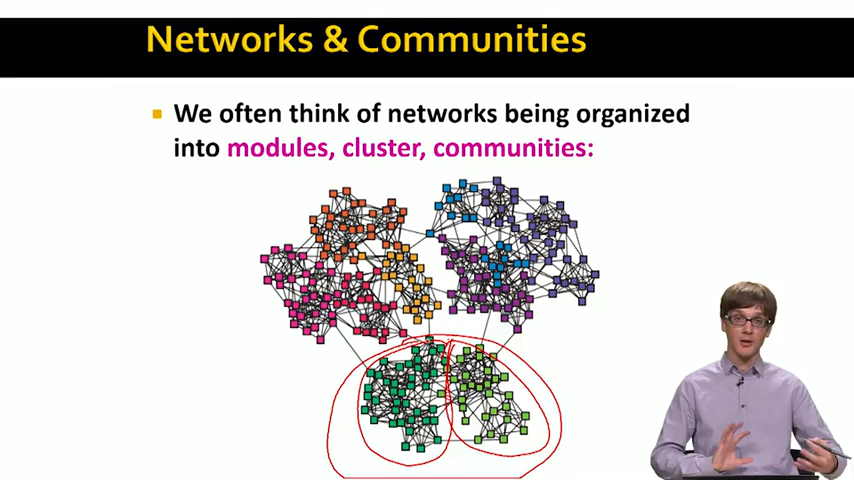 Networks & Communities
We often think of networks being organized
into modules, cluster, communities: